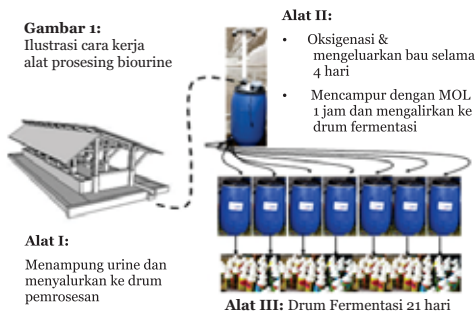 Gambar 1:
Ilustrasi cara kerja
alat prosesing biourine
Alat II:
• Oksigenasi &
mengeluarkan bau selama
4 hari
• Mencampur dengan MOL
1 jam dan mengalirkan ke
drum fermentasi
Alat I:
Menampung urine dan
menyalurkan ke drum
pemrosesan
Alat III: Drum Fermentasi 21 hari